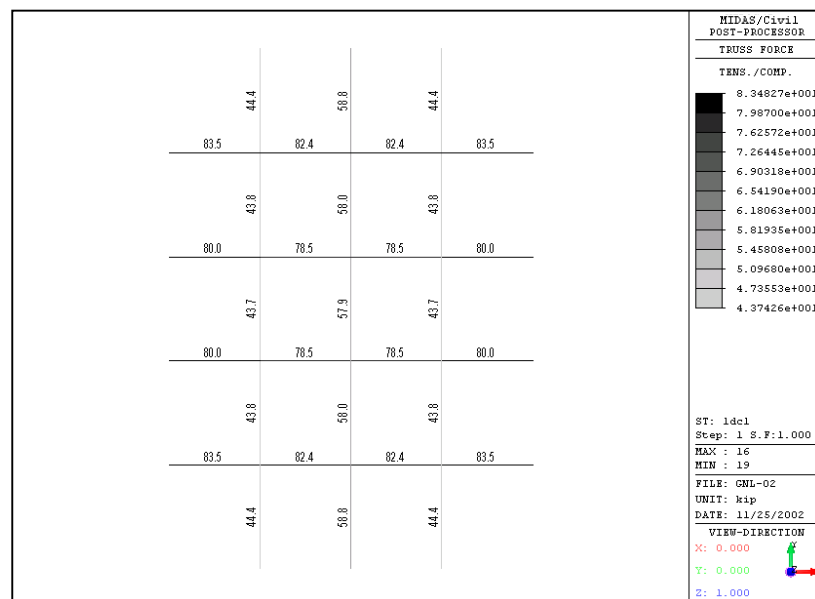 MIDAS/Civil
POST-PROCESSOR
TRUSS FORCE
TENS./COMP.
8.34827e+001
7.98700e+001
7.62572e+001
7.26445e+001
6.90318e+001
6.54190e+001
6.18063e+001
5.81935e+001
5.45808e+001
5.09680e+001
4.73553e+001
4.37426e+001
44.4 58.8 44.4
83.5 82.4 82.4 83.5
43.8 58.0 43.8
80.0 78.5 78.5 80.0
43.7 57.9 43.7
80.0 78.5 78.5 80.0
43.8 58.0 43.8
83.5 82.4 82.4 83.5
44.4 58.8 44.4
ST: ldcl
Step: 1 S.F:1.000
MAX : 16
MIN : 19
FILE: GNL-02
UNIT: kip
DATE: 11/25/2002
VIEW-DIRECTION
X: 0.000
Y: 0.000
Z: 1.000